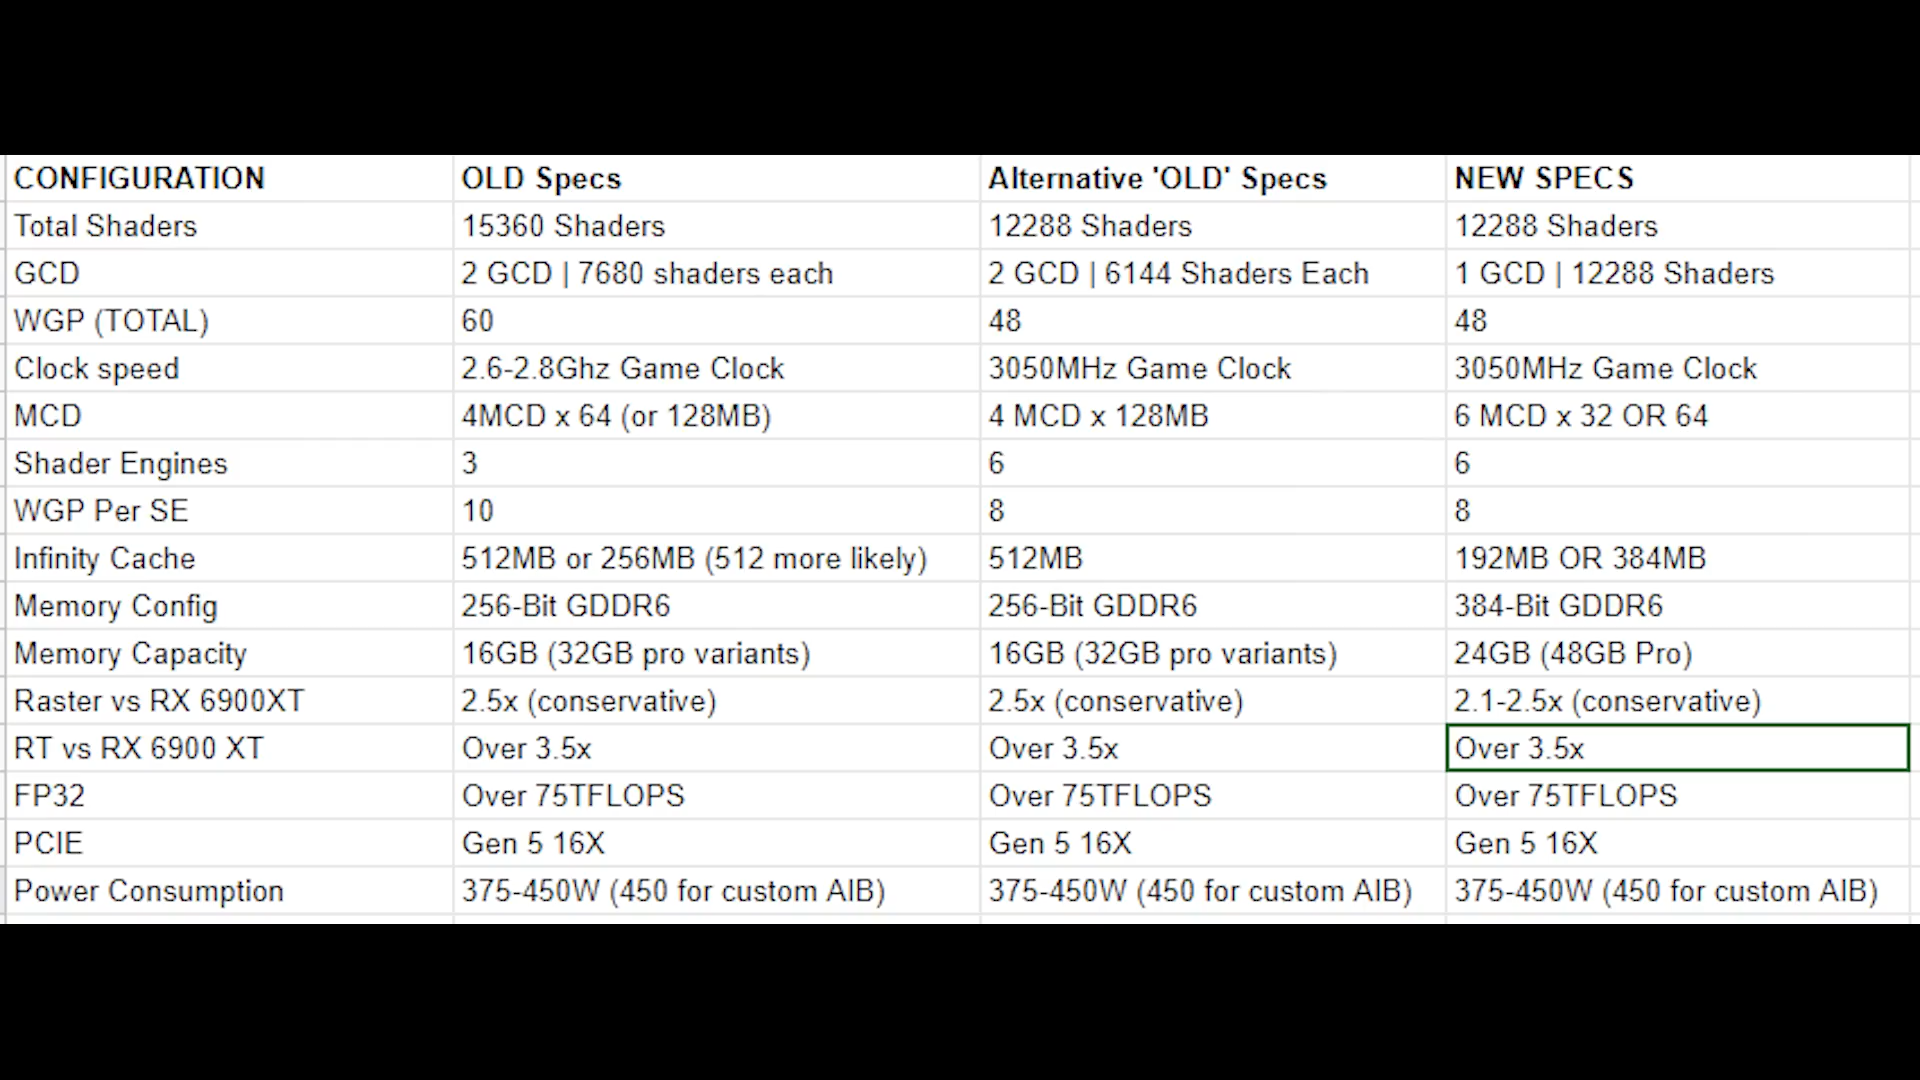 CONFIGURATION OLD Specs Alternative 'OLD' Specs NEW SPECS
Total Shaders 15360 Shaders 12288 Shaders 12288 Shaders
GCD 2 GCD | 7680 shaders each 2 GCD | 6144 Shaders Each 1 GCD | 12288 Shaders
WGP (TOTAL) 60 48 48
Clock speed 2.6-2.8Ghz Game Clock 3050MHz Game Clock 3050MHz Game Clock
MCD 4MCD x 64 (or 128MB) 4 MCD x 128MB 6 MCD x 32 OR 64
Shader Engines 3 6 6
WGP Per SE 10 8 8
Infinity Cache 512MB or 256MB (512 more likely) 512MB 192MB OR 384MB
Memory Config 256-Bit GDDR6 256-Bit GDDR6 384-Bit GDDR6
Memory Capacity 16GB (32GB pro variants) 16GB (32GB pro variants) 24GB (48GB Pro)
Raster vs RX 6900XT 2.5x (conservative) 2.5x (conservative) 2.1-2.5x (conservative)
RT vs RX 6900 XT Over 3.5x Over 3.5x Over 3.5x
FP32 Over 75TFLOPS Over 75TFLOPS Over 75TFLOPS
PCIE Gen 5 16X Gen 5 16X Gen 5 16X
Power Consumption 375-450W (450 for custom AIB) 375-450W (450 for custom AIB) 375-450W (450 for custom AIB)